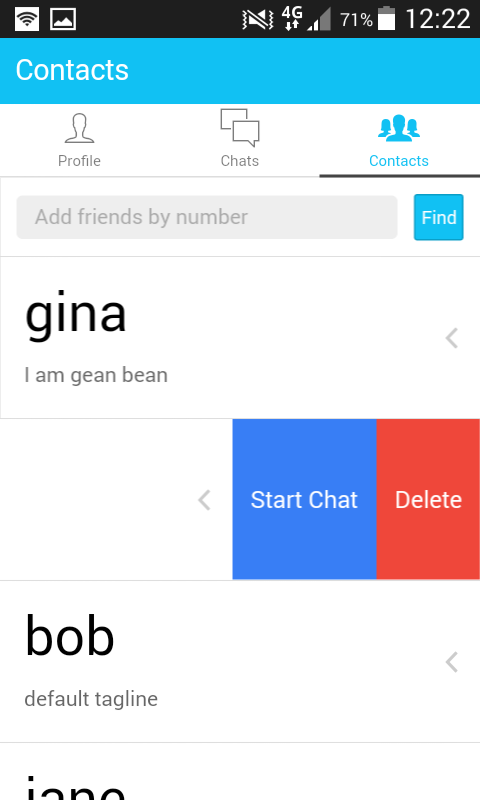 4G 71% 12:22
Contacts
Profile Chats Contacts
Add friends by number Find
gina
I am gean bean
Start Chat Delete
bob
default tagline
jane